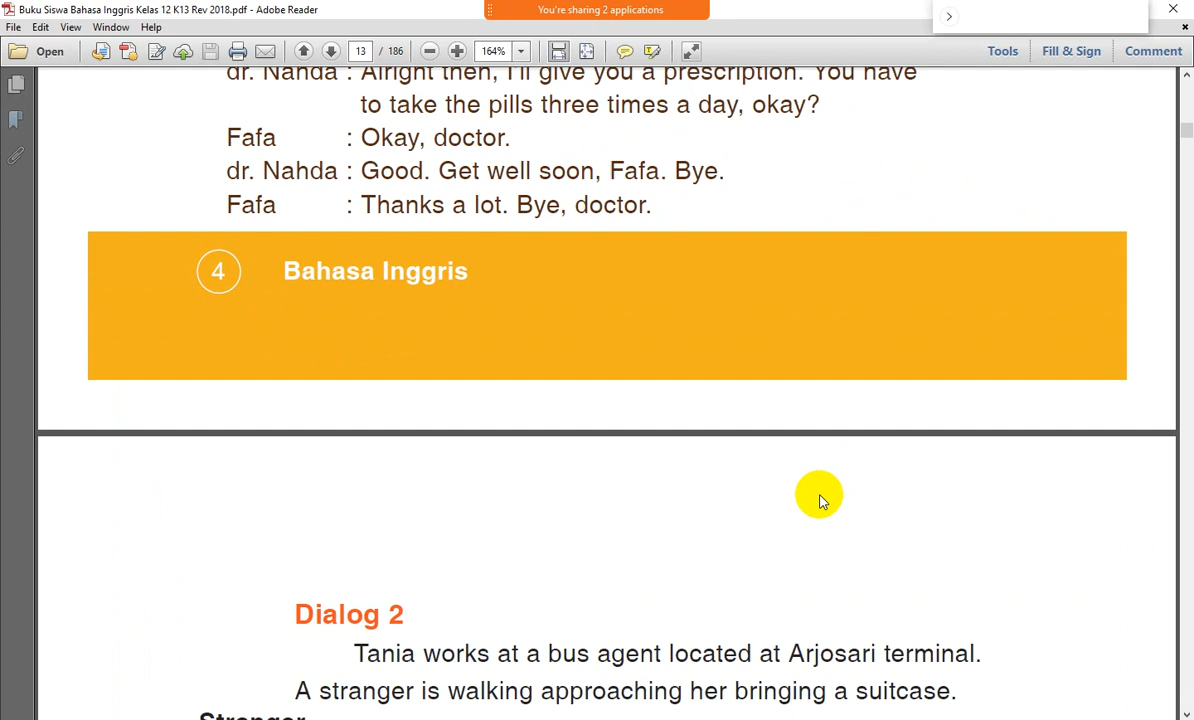 Buku Siswa Bahasa Inggris Kelas 12 K13 Rev 2018.pdf - Adobe Reader
You're sharing 2 applications
File Edit View Window Help
Open 13 / 186 164% Tools Fill & Sign Comment
dr. Nahda : Alright then, I'll give you a prescription. You have
to take the pills three times a day, okay?
Fafa : Okay, doctor.
dr. Nahda : Good. Get well soon, Fafa. Bye.
Fafa : Thanks a lot. Bye, doctor.
4 Bahasa Inggris
Dialog 2
Tania works at a bus agent located at Arjosari terminal.
A stranger is walking approaching her bringing a suitcase.
Stranger